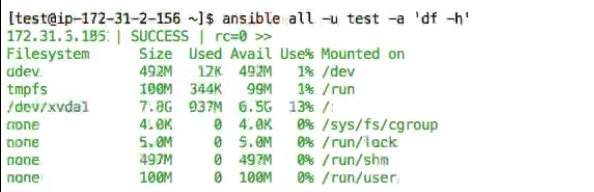 [test@ip-172-31-2-156 ~]$ ansible all -u test -a 'df -h'
172.31.3.185 | SUCCESS | rc=0 >>
Filesystem Size Used Avail Use% Mounted on
udev 492M 12K 492M 1% /dev
tmpfs 100M 344K 99M 1% /run
/dev/xvda1 7.8G 937M 6.5G 13% /
none 4.0K 0 4.0K 0% /sys/fs/cgroup
none 5.0M 0 5.0M 0% /run/lock
none 497M 0 497M 0% /run/shm
none 100M 0 100M 0% /run/user